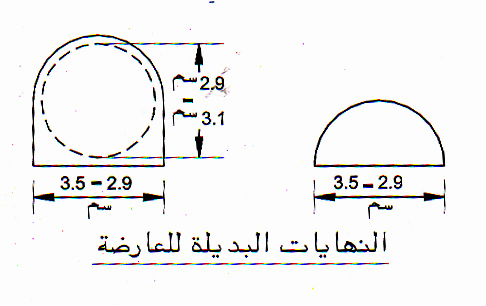 2.9 سم
–
3.1 سم
3.5 – 2.9
سم
3.5 – 2.9
سم
النهايات البديلة للعارضة